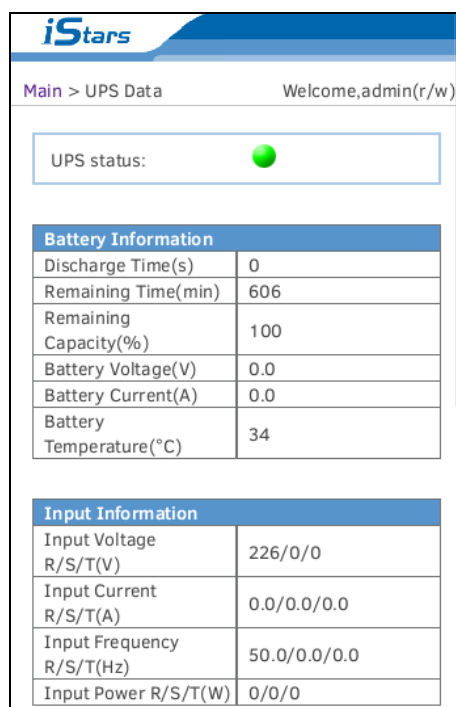 iStars
Main > UPS Data Welcome,admin(r/w)
UPS status:
Battery Information
Discharge Time(s) 0
Remaining Time(min) 606
Remaining
Capacity(%) 100
Battery Voltage(V) 0.0
Battery Current(A) 0.0
Battery
Temperature(°C) 34
Input Information
Input Voltage
R/S/T(V) 226/0/0
Input Current
R/S/T(A) 0.0/0.0/0.0
Input Frequency
R/S/T(Hz) 50.0/0.0/0.0
Input Power R/S/T(W) 0/0/0